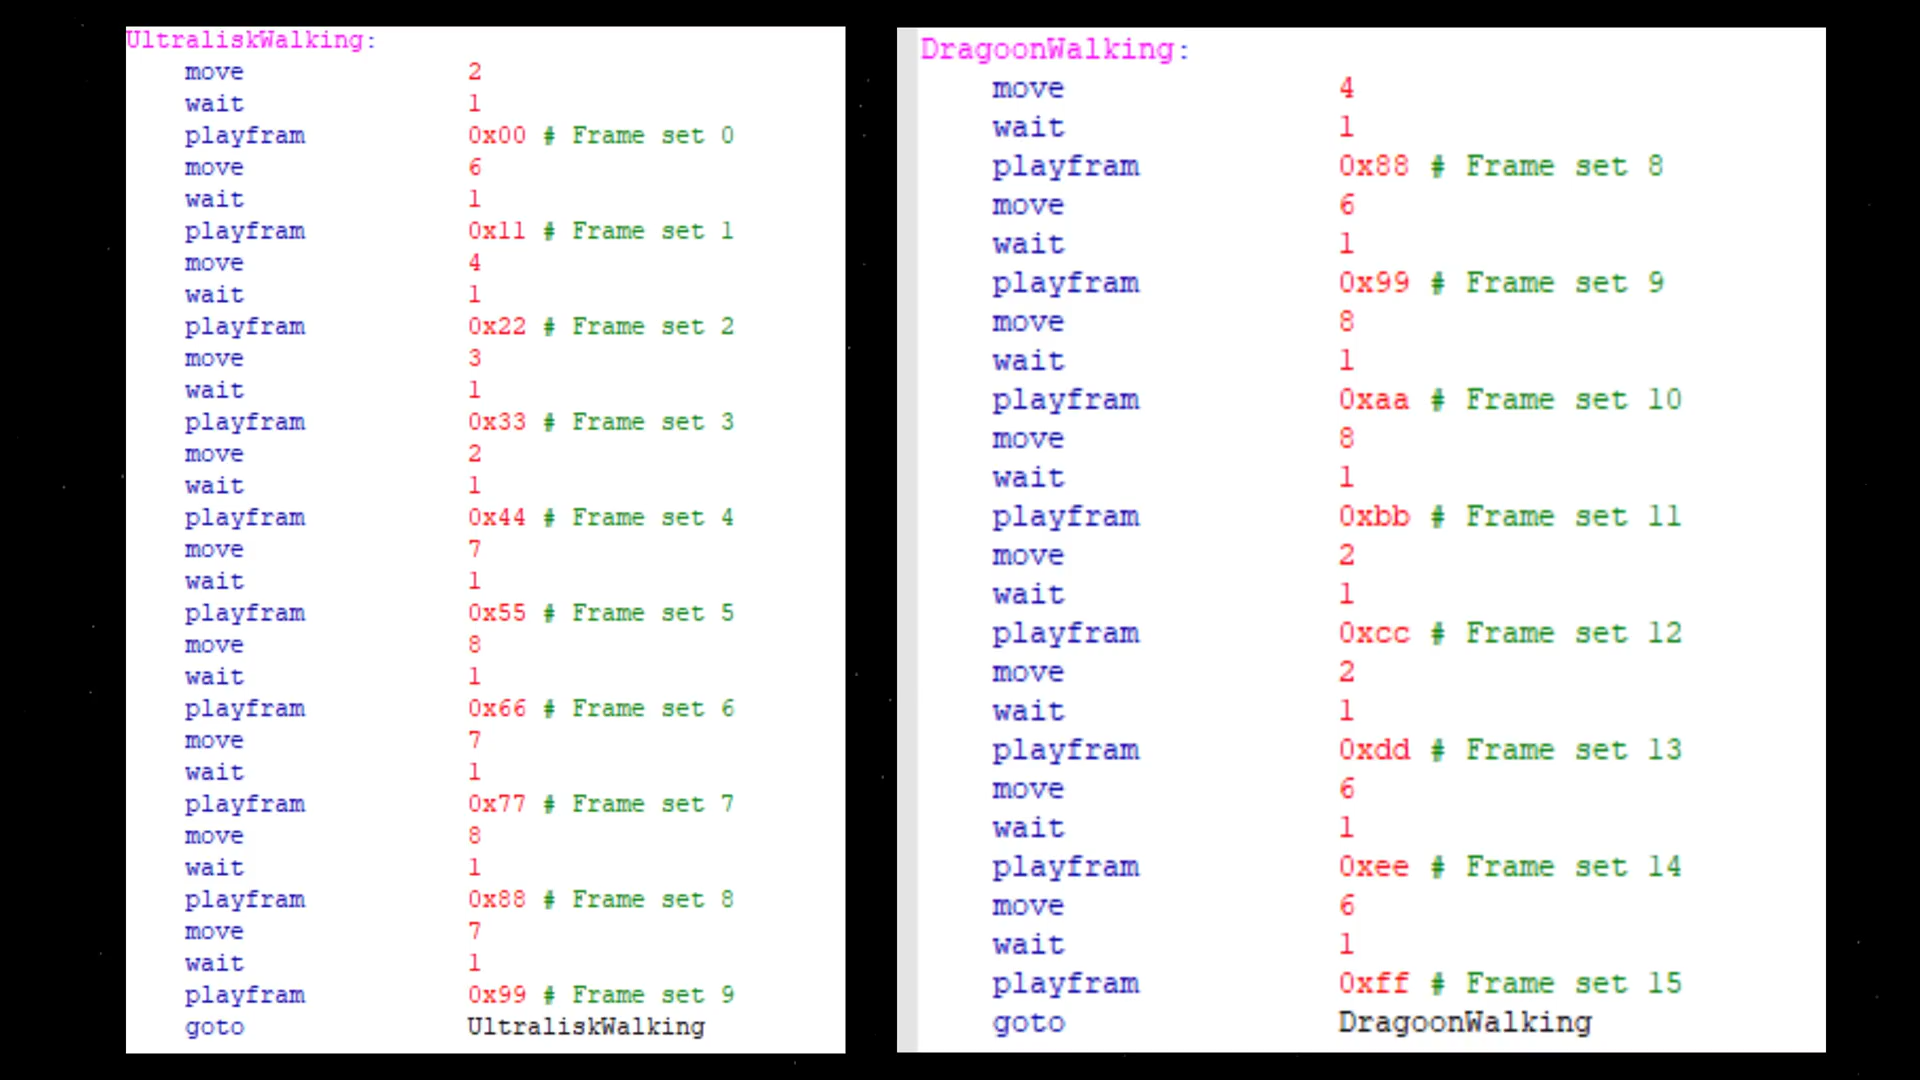 UltraliskWalking:
move 2
wait 1
playfram 0x00 # Frame set 0
move 6
wait 1
playfram 0x11 # Frame set 1
move 4
wait 1
playfram 0x22 # Frame set 2
move 3
wait 1
playfram 0x33 # Frame set 3
move 2
wait 1
playfram 0x44 # Frame set 4
move 7
wait 1
playfram 0x55 # Frame set 5
move 8
wait 1
playfram 0x66 # Frame set 6
move 7
wait 1
playfram 0x77 # Frame set 7
move 8
wait 1
playfram 0x88 # Frame set 8
move 7
wait 1
playfram 0x99 # Frame set 9
goto UltraliskWalking
DragoonWalking:
move 4
wait 1
playfram 0x88 # Frame set 8
move 6
wait 1
playfram 0x99 # Frame set 9
move 8
wait 1
playfram 0xaa # Frame set 10
move 8
wait 1
playfram 0xbb # Frame set 11
move 2
wait 1
playfram 0xcc # Frame set 12
move 2
wait 1
playfram 0xdd # Frame set 13
move 6
wait 1
playfram 0xee # Frame set 14
move 6
wait 1
playfram 0xff # Frame set 15
goto DragoonWalking